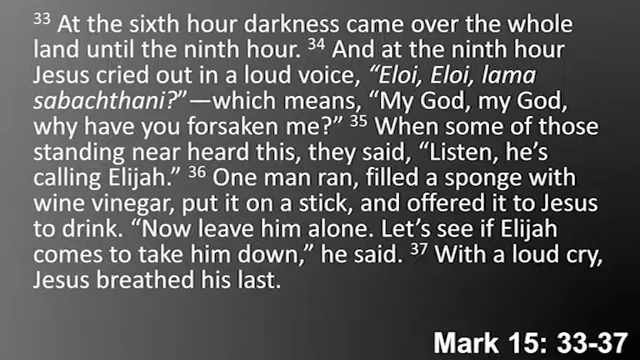 33 At the sixth hour darkness came over the whole
land until the ninth hour. 34 And at the ninth hour
Jesus cried out in a loud voice, “Eloi, Eloi, lama
sabachthani?”—which means, “My God, my God,
why have you forsaken me?” 35 When some of those
standing near heard this, they said, “Listen, he’s
calling Elijah.” 36 One man ran, filled a sponge with
wine vinegar, put it on a stick, and offered it to Jesus
to drink. “Now leave him alone. Let’s see if Elijah
comes to take him down,” he said. 37 With a loud cry,
Jesus breathed his last.
Mark 15: 33-37